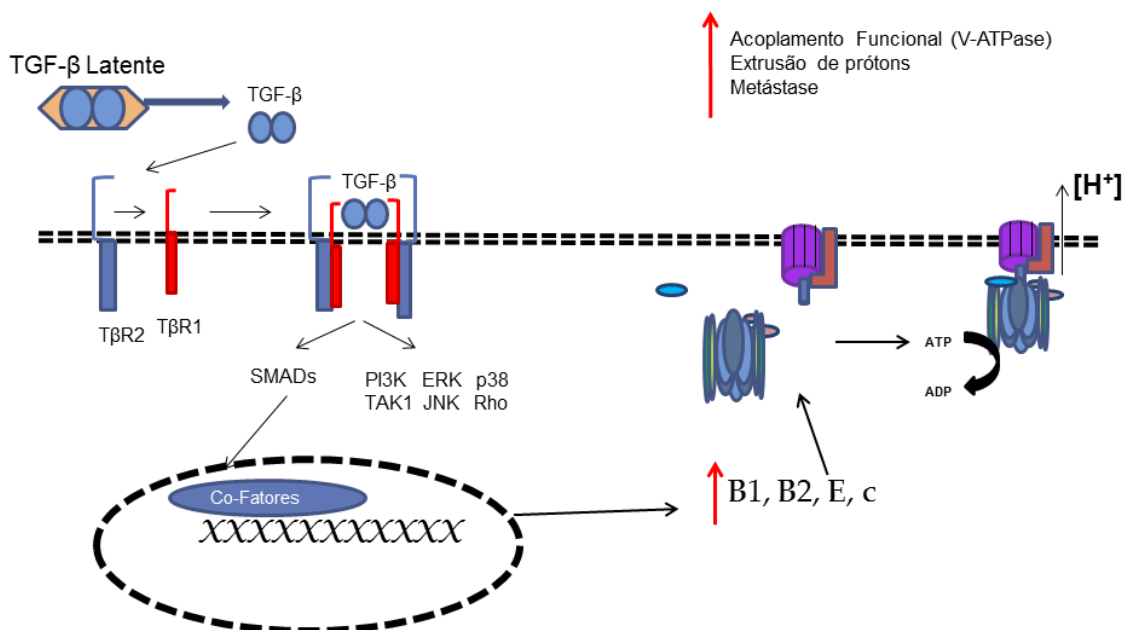 Acoplamento Funcional (V-ATPase)
Extrusão de prótons
Metástase
TGF-β Latente
TGF-β
TGF-β
[H⁺]
TβR2
TβR1
SMADs
PI3K ERK p38
TAK1 JNK Rho
ATP
ADP
Co-Fatores
XXXXXXXXXXX
B1, B2, E, c